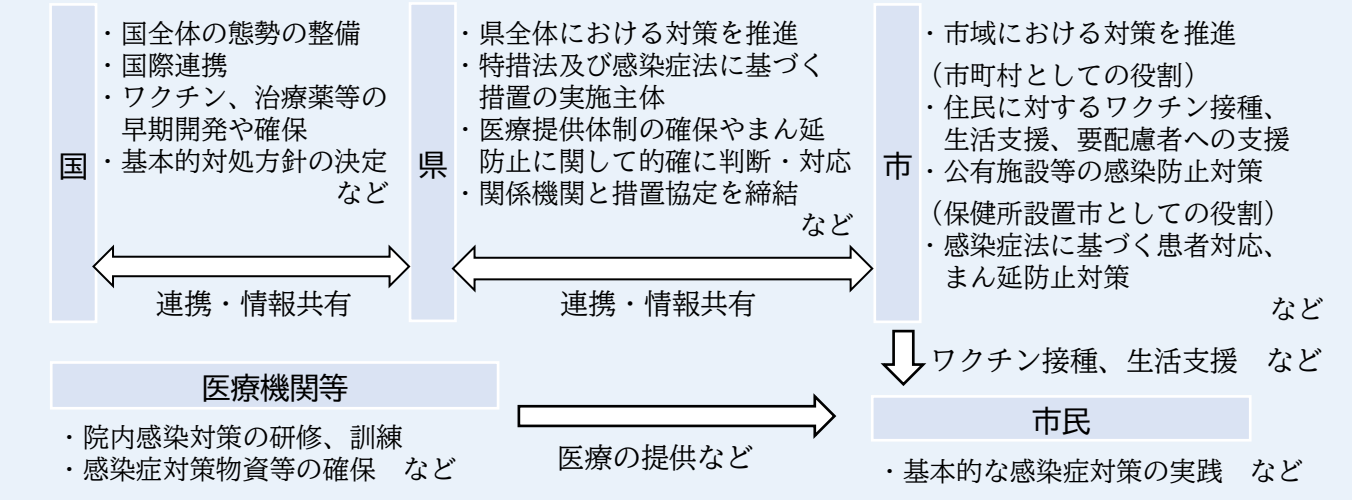 国
・国全体の態勢の整備
・国際連携
・ワクチン、治療薬等の
早期開発や確保
・基本的対処方針の決定
など
県
・県全体における対策を推進
・特措法及び感染症法に基づく
措置の実施主体
・医療提供体制の確保やまん延
防止に関して的確に判断・対応
・関係機関と措置協定を締結
など
市
・市域における対策を推進
（市町村としての役割）
・住民に対するワクチン接種、
生活支援、要配慮者への支援
・公有施設等の感染防止対策
（保健所設置市としての役割）
・感染症法に基づく患者対応、
まん延防止対策
など
連携・情報共有
連携・情報共有
ワクチン接種、生活支援　など
医療機関等
・院内感染対策の研修、訓練
・感染症対策物資等の確保　など
医療の提供など
市民
・基本的な感染症対策の実践　など